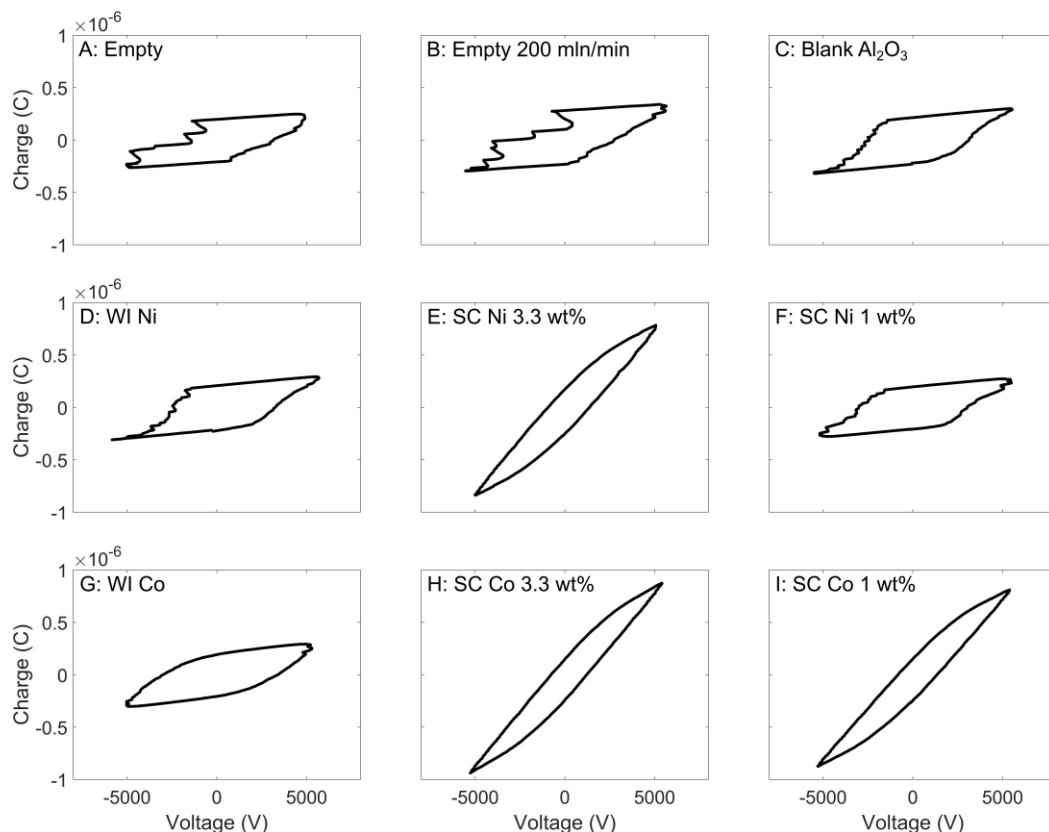 ×10⁻⁶
A: Empty
B: Empty 200 mln/min
C: Blank Al₂O₃
Charge (C)
1
0.5
0
-0.5
-1
×10⁻⁶
D: WI Ni
E: SC Ni 3.3 wt%
F: SC Ni 1 wt%
Charge (C)
1
0.5
0
-0.5
-1
×10⁻⁶
G: WI Co
H: SC Co 3.3 wt%
I: SC Co 1 wt%
Charge (C)
1
0.5
0
-0.5
-1
-5000 0 5000
-5000 0 5000
-5000 0 5000
Voltage (V)
Voltage (V)
Voltage (V)